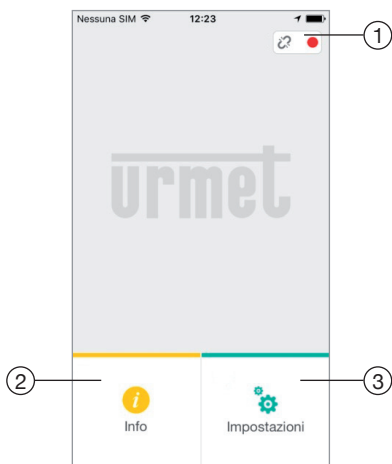 Nessuna SIM 12:23
1
urmet
2
3
i
Info
Impostazioni